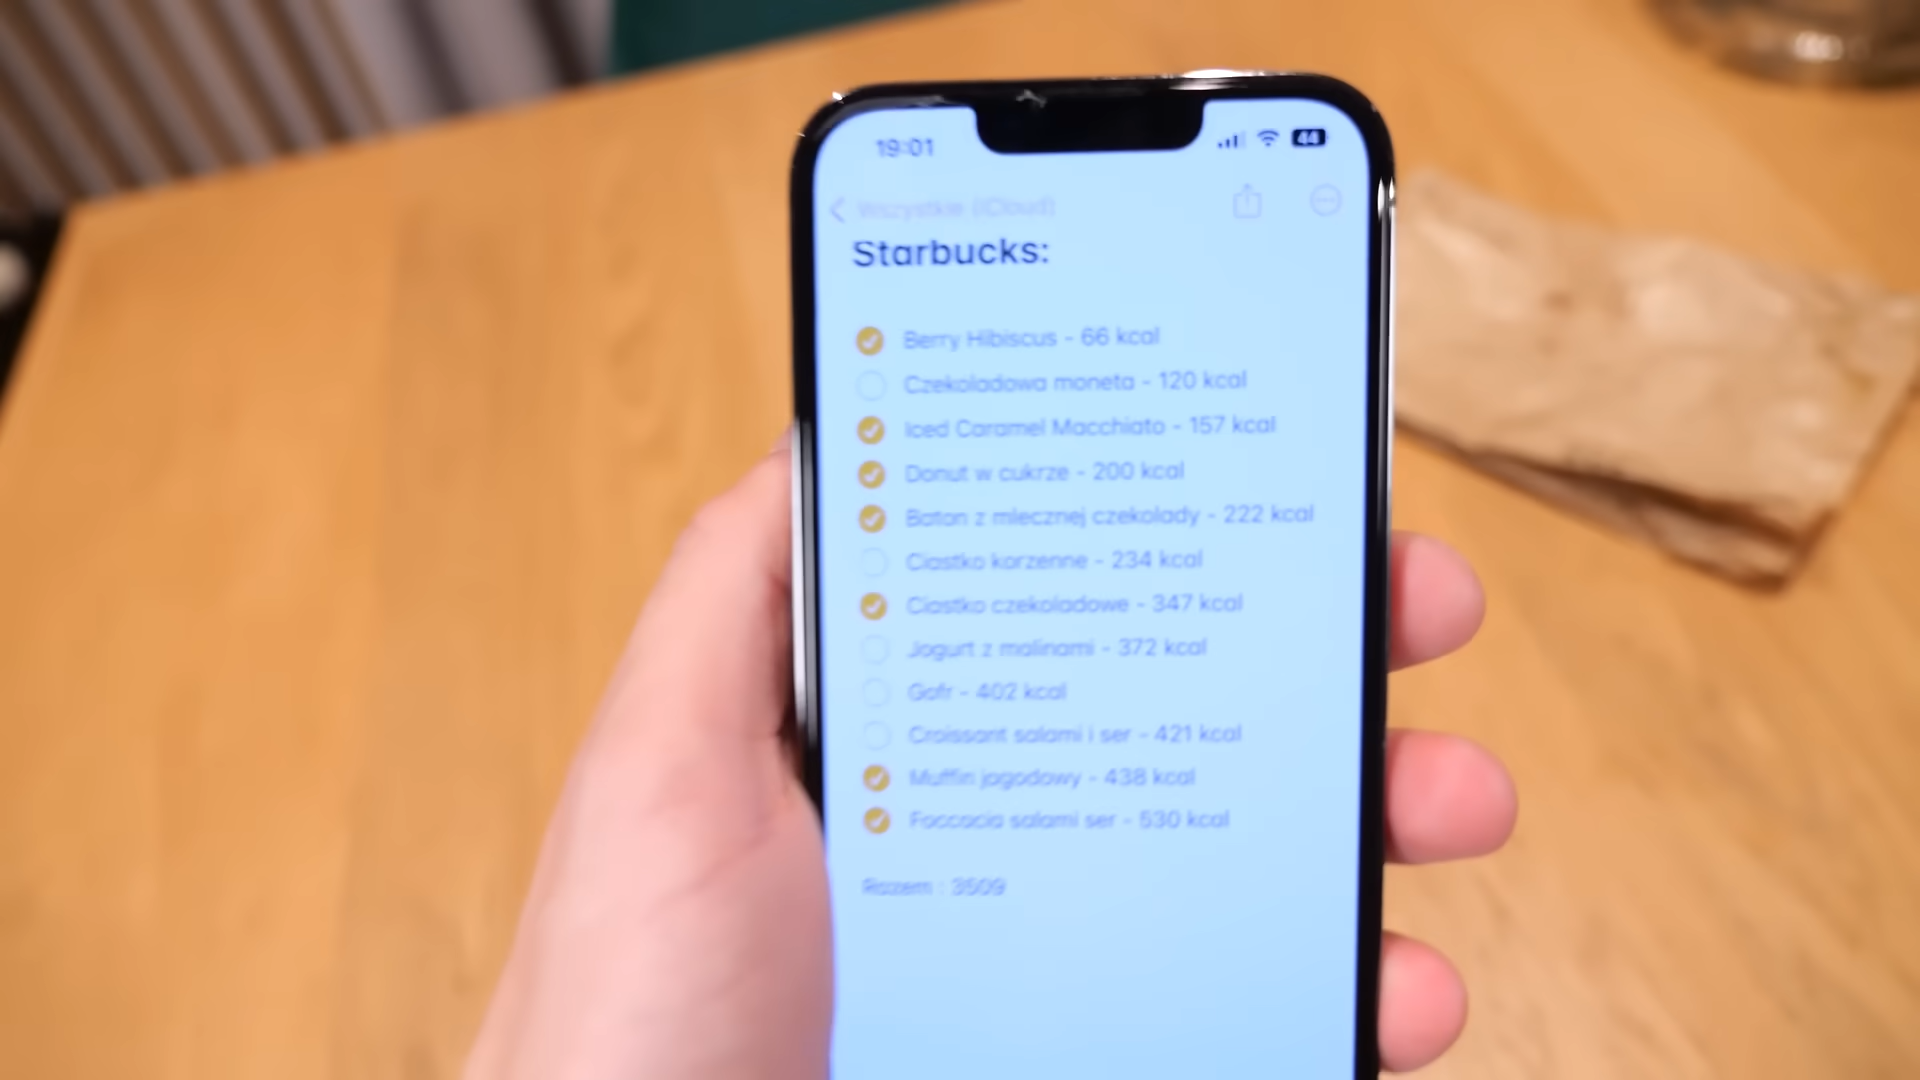 19:01
44
Wszystkie (iCloud)
Starbucks:
Berry Hibiscus - 66 kcal
Czekoladowa moneta - 120 kcal
Iced Caramel Macchiato - 157 kcal
Donut w cukrze - 200 kcal
Baton z mlecznej czekolady - 222 kcal
Ciastko korzenne - 234 kcal
Ciastko czekoladowe - 347 kcal
Jogurt z malinami - 372 kcal
Gofr - 402 kcal
Croissant salami i ser - 421 kcal
Muffin jagodowy - 438 kcal
Foccacia salami ser - 530 kcal
Razem : 3509